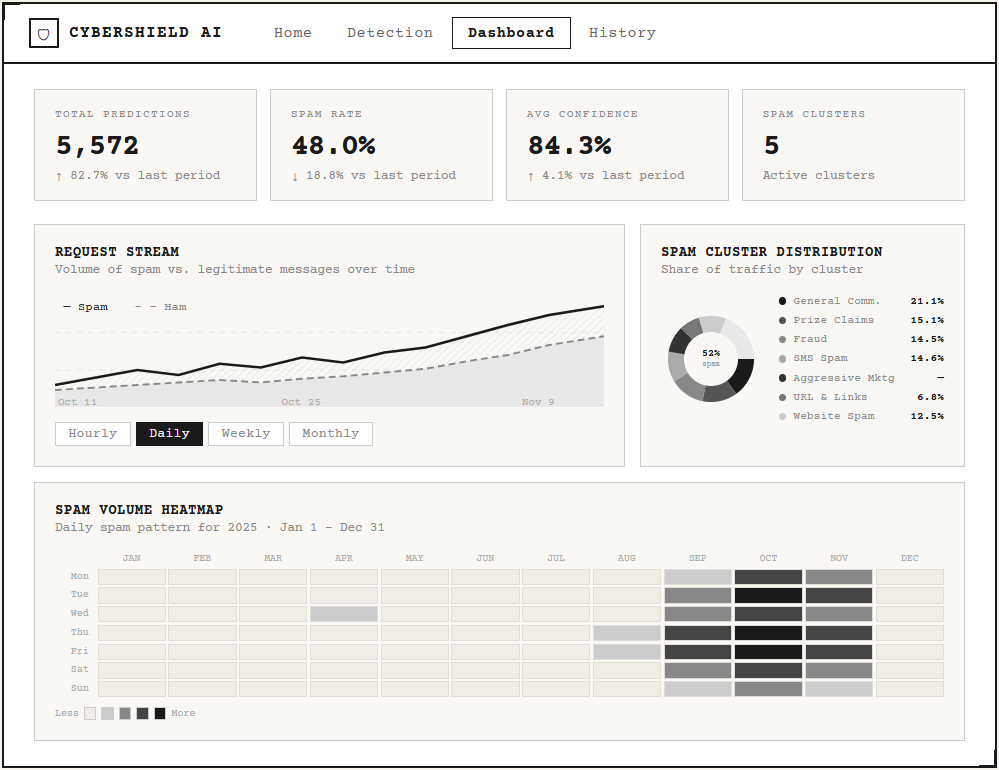 CYBERSHIELD AI Home Detection Dashboard History
TOTAL PREDICTIONS
5,572
↑ 82.7% vs last period
SPAM RATE
48.0%
↓ 18.8% vs last period
AVG CONFIDENCE
84.3%
↑ 4.1% vs last period
SPAM CLUSTERS
5
Active clusters
REQUEST STREAM
Volume of spam vs. legitimate messages over time
— Spam - - Ham
Oct 11 Oct 25 Nov 9
Hourly Daily Weekly Monthly
SPAM CLUSTER DISTRIBUTION
Share of traffic by cluster
52%
spam
General Comm. 21.1%
Prize Claims 15.1%
Fraud 14.5%
SMS Spam 14.6%
Aggressive Mktg —
URL & Links 6.8%
Website Spam 12.5%
SPAM VOLUME HEATMAP
Daily spam pattern for 2025 · Jan 1 – Dec 31
JAN FEB MAR APR MAY JUN JUL AUG SEP OCT NOV DEC
Mon
Tue
Wed
Thu
Fri
Sat
Sun
Less More